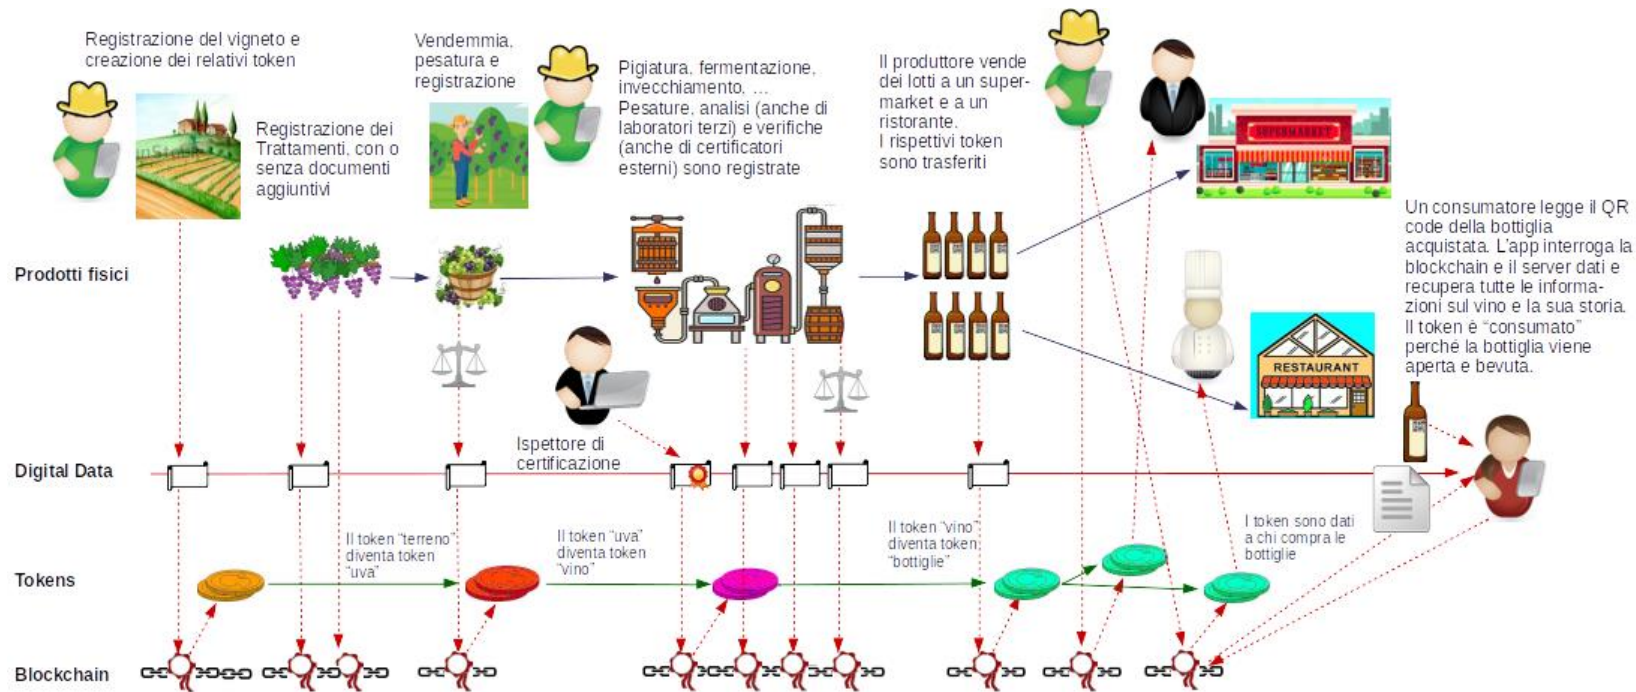 Registrazione del vigneto e
creazione dei relativi token
Registrazione dei
Trattamenti, con o
senza documenti
aggiuntivi
Vendemmia,
pesatura e
registrazione
Pigiatura, fermentazione,
invecchiamento, ...
Pesature, analisi (anche di
laboratori terzi) e verifiche
(anche di certificatori
esterni) sono registrate
Il produttore vende
dei lotti a un super-
market e a un
ristorante.
I rispettivi token
sono trasferiti
SUPERMARKET
Un consumatore legge il QR
code della bottiglia
acquistata. L'app interroga la
blockchain e il server dati e
recupera tutte le informa-
zioni sul vino e la sua storia.
Il token è "consumato"
perché la bottiglia viene
aperta e bevuta.
Prodotti fisici
RESTAURANT
Ispettore di
certificazione
Digital Data
Il token "terreno"
diventa token
"uva"
Il token "uva"
diventa token
"vino"
Il token "vino"
diventa token
"bottiglie"
I token sono dati
a chi compra le
bottiglie
Tokens
Blockchain